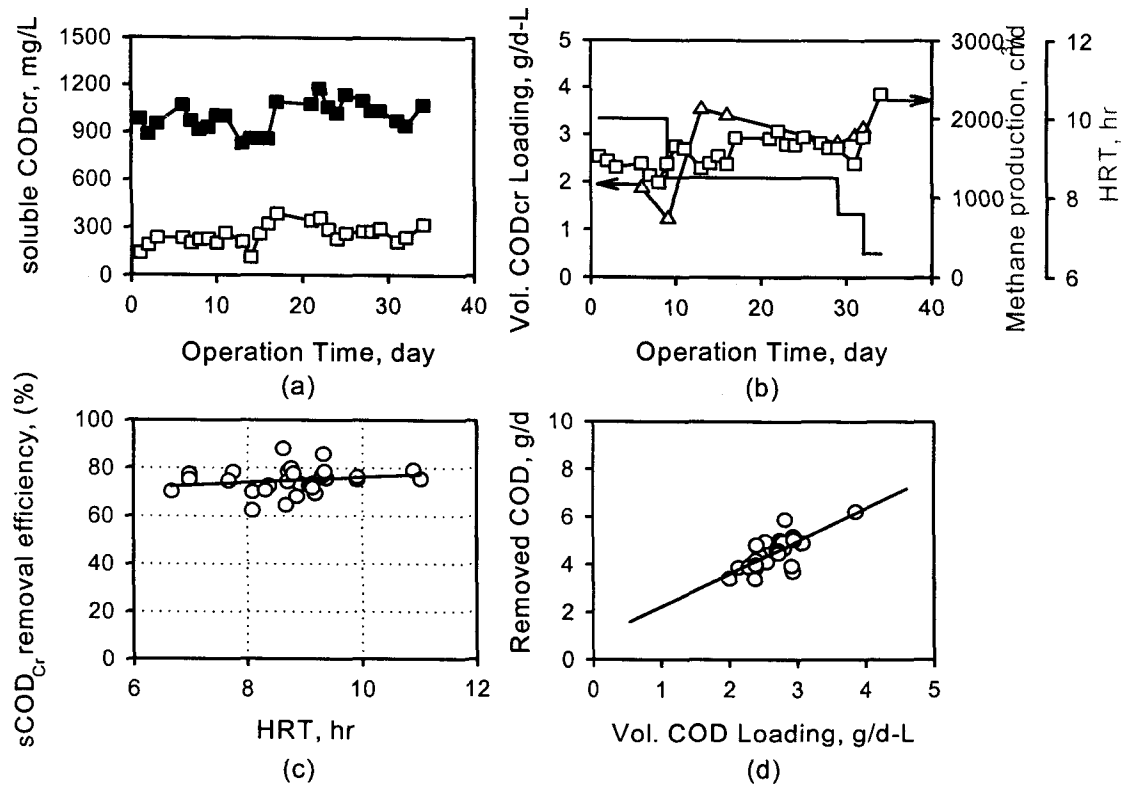 soluble CODcr, mg/L
1500
1200
900
600
300
0
0 10 20 30 40
Operation Time, day
(a)
Vol. CODcr Loading, g/d-L
5
4
3
2
1
0
0 10 20 30 40
Operation Time, day
(b)
3000
2000
1000
0
Methane production, cm³/d
12
10
8
6
HRT, hr
sCODCr removal efficiency, (%)
100
80
60
40
20
0
6 8 10 12
HRT, hr
(c)
Removed COD, g/d
10
8
6
4
2
0
0 1 2 3 4 5
Vol. COD Loading, g/d-L
(d)